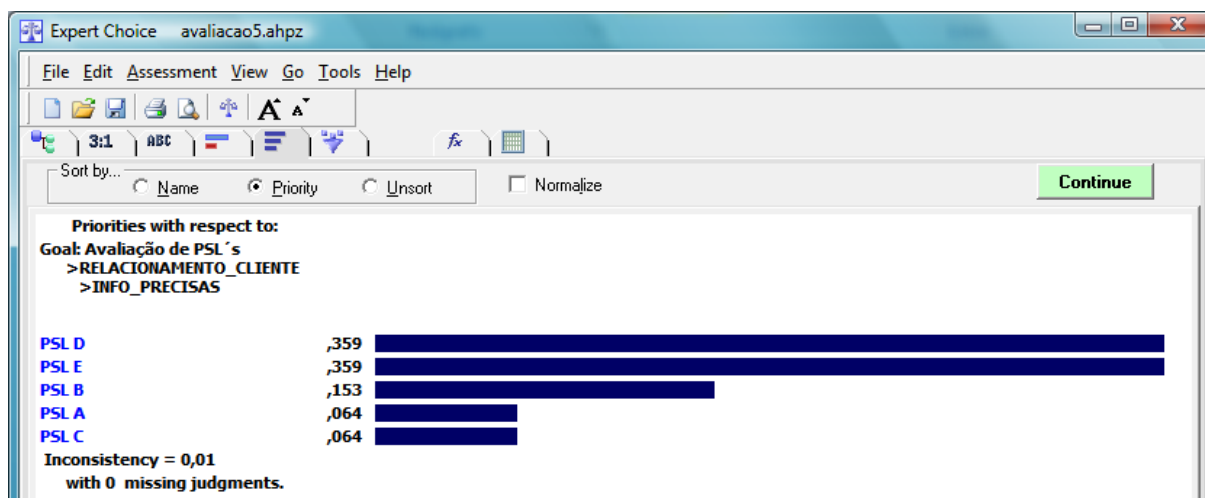 Expert Choice avaliacao5.ahpz
File Edit Assessment View Go Tools Help
A A
3:1 ABC fx
Sort by... Name Priority Unsort Normalize Continue
Priorities with respect to:
Goal: Avaliação de PSL´s
>RELACIONAMENTO_CLIENTE
>INFO_PRECISAS
PSL D ,359
PSL E ,359
PSL B ,153
PSL A ,064
PSL C ,064
Inconsistency = 0,01
with 0 missing judgments.